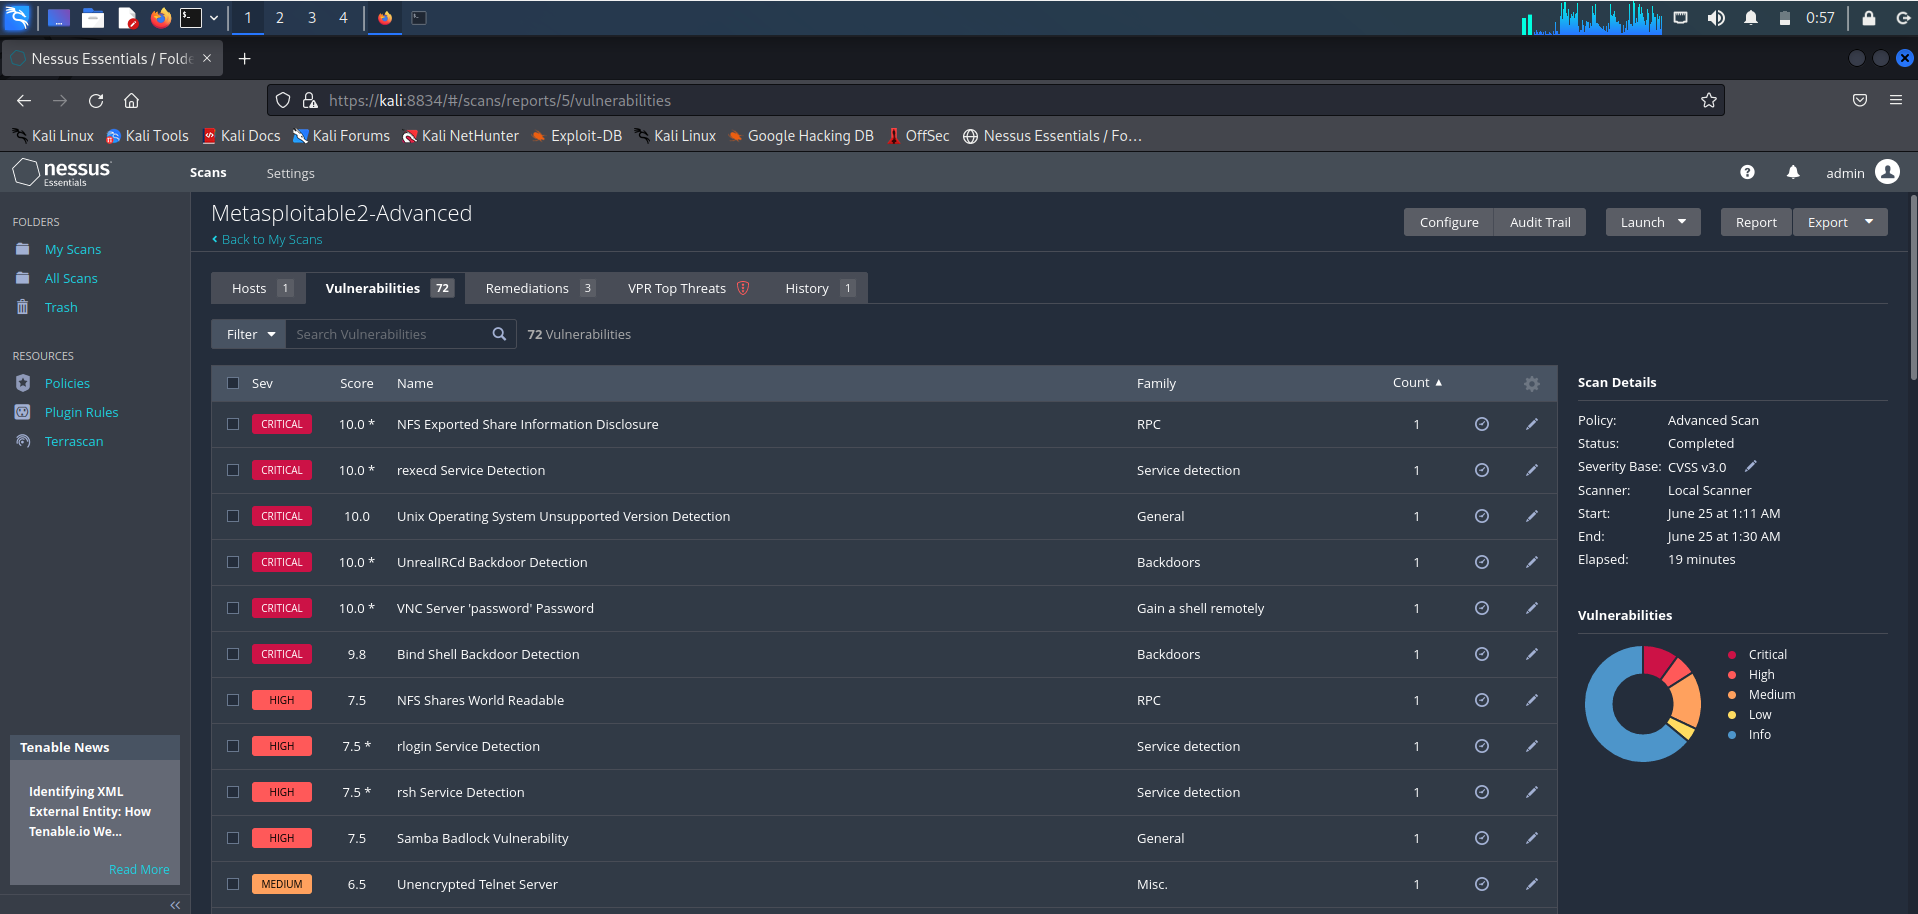 1 2 3 4 0:57
Nessus Essentials / Folde
https://kali:8834/#/scans/reports/5/vulnerabilities
Kali Linux Kali Tools Kali Docs Kali Forums Kali NetHunter Exploit-DB Kali Linux Google Hacking DB OffSec Nessus Essentials / Fo...
nessus
Essentials
Scans Settings admin
FOLDERS
My Scans
All Scans
Trash
RESOURCES
Policies
Plugin Rules
Terrascan
Tenable News
Identifying XML
External Entity: How
Tenable.io We...
Read More
Metasploitable2-Advanced
Back to My Scans
Configure Audit Trail Launch Report Export
Hosts 1 Vulnerabilities 72 Remediations 3 VPR Top Threats History 1
Filter Search Vulnerabilities 72 Vulnerabilities
Sev Score Name Family Count
CRITICAL 10.0 * NFS Exported Share Information Disclosure RPC 1
CRITICAL 10.0 * rexecd Service Detection Service detection 1
CRITICAL 10.0 Unix Operating System Unsupported Version Detection General 1
CRITICAL 10.0 * UnrealIRCd Backdoor Detection Backdoors 1
CRITICAL 10.0 * VNC Server 'password' Password Gain a shell remotely 1
CRITICAL 9.8 Bind Shell Backdoor Detection Backdoors 1
HIGH 7.5 NFS Shares World Readable RPC 1
HIGH 7.5 * rlogin Service Detection Service detection 1
HIGH 7.5 * rsh Service Detection Service detection 1
HIGH 7.5 Samba Badlock Vulnerability General 1
MEDIUM 6.5 Unencrypted Telnet Server Misc. 1
Scan Details
Policy: Advanced Scan
Status: Completed
Severity Base: CVSS v3.0
Scanner: Local Scanner
Start: June 25 at 1:11 AM
End: June 25 at 1:30 AM
Elapsed: 19 minutes
Vulnerabilities
Critical
High
Medium
Low
Info